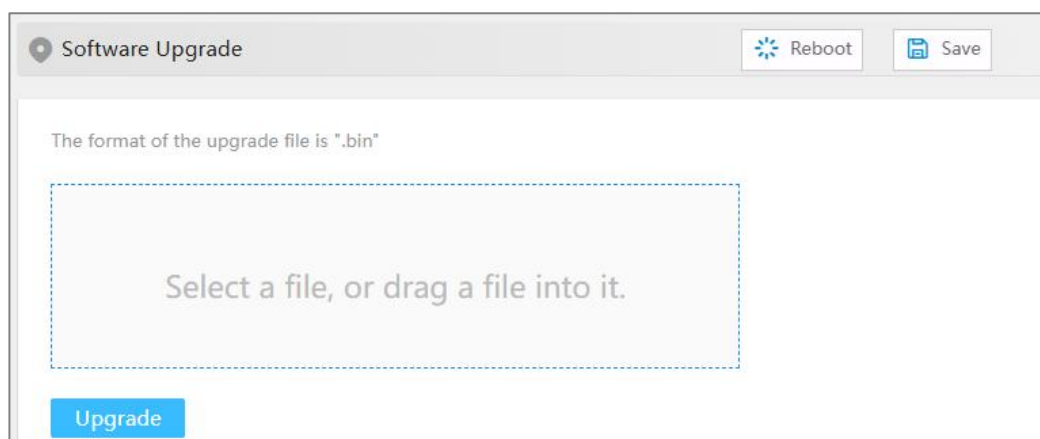 Software Upgrade
Reboot
Save
The format of the upgrade file is ".bin"
Select a file, or drag a file into it.
Upgrade